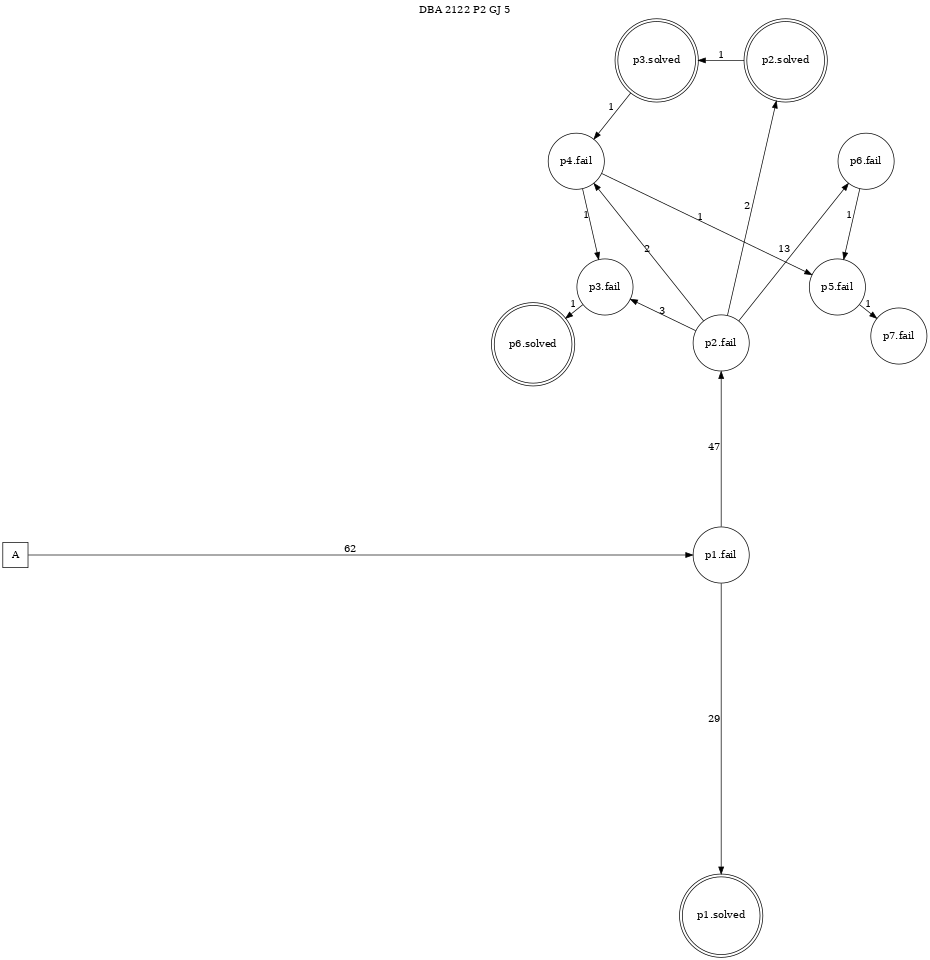 DBA 2122 P2 GJ 5
p3.solved
1
p2.solved
1
p4.fail
p6.fail
2
1
1
1
2
13
p3.fail
p5.fail
1
1
3
p6.solved
p2.fail
p7.fail
47
A
62
p1.fail
29
p1.solved